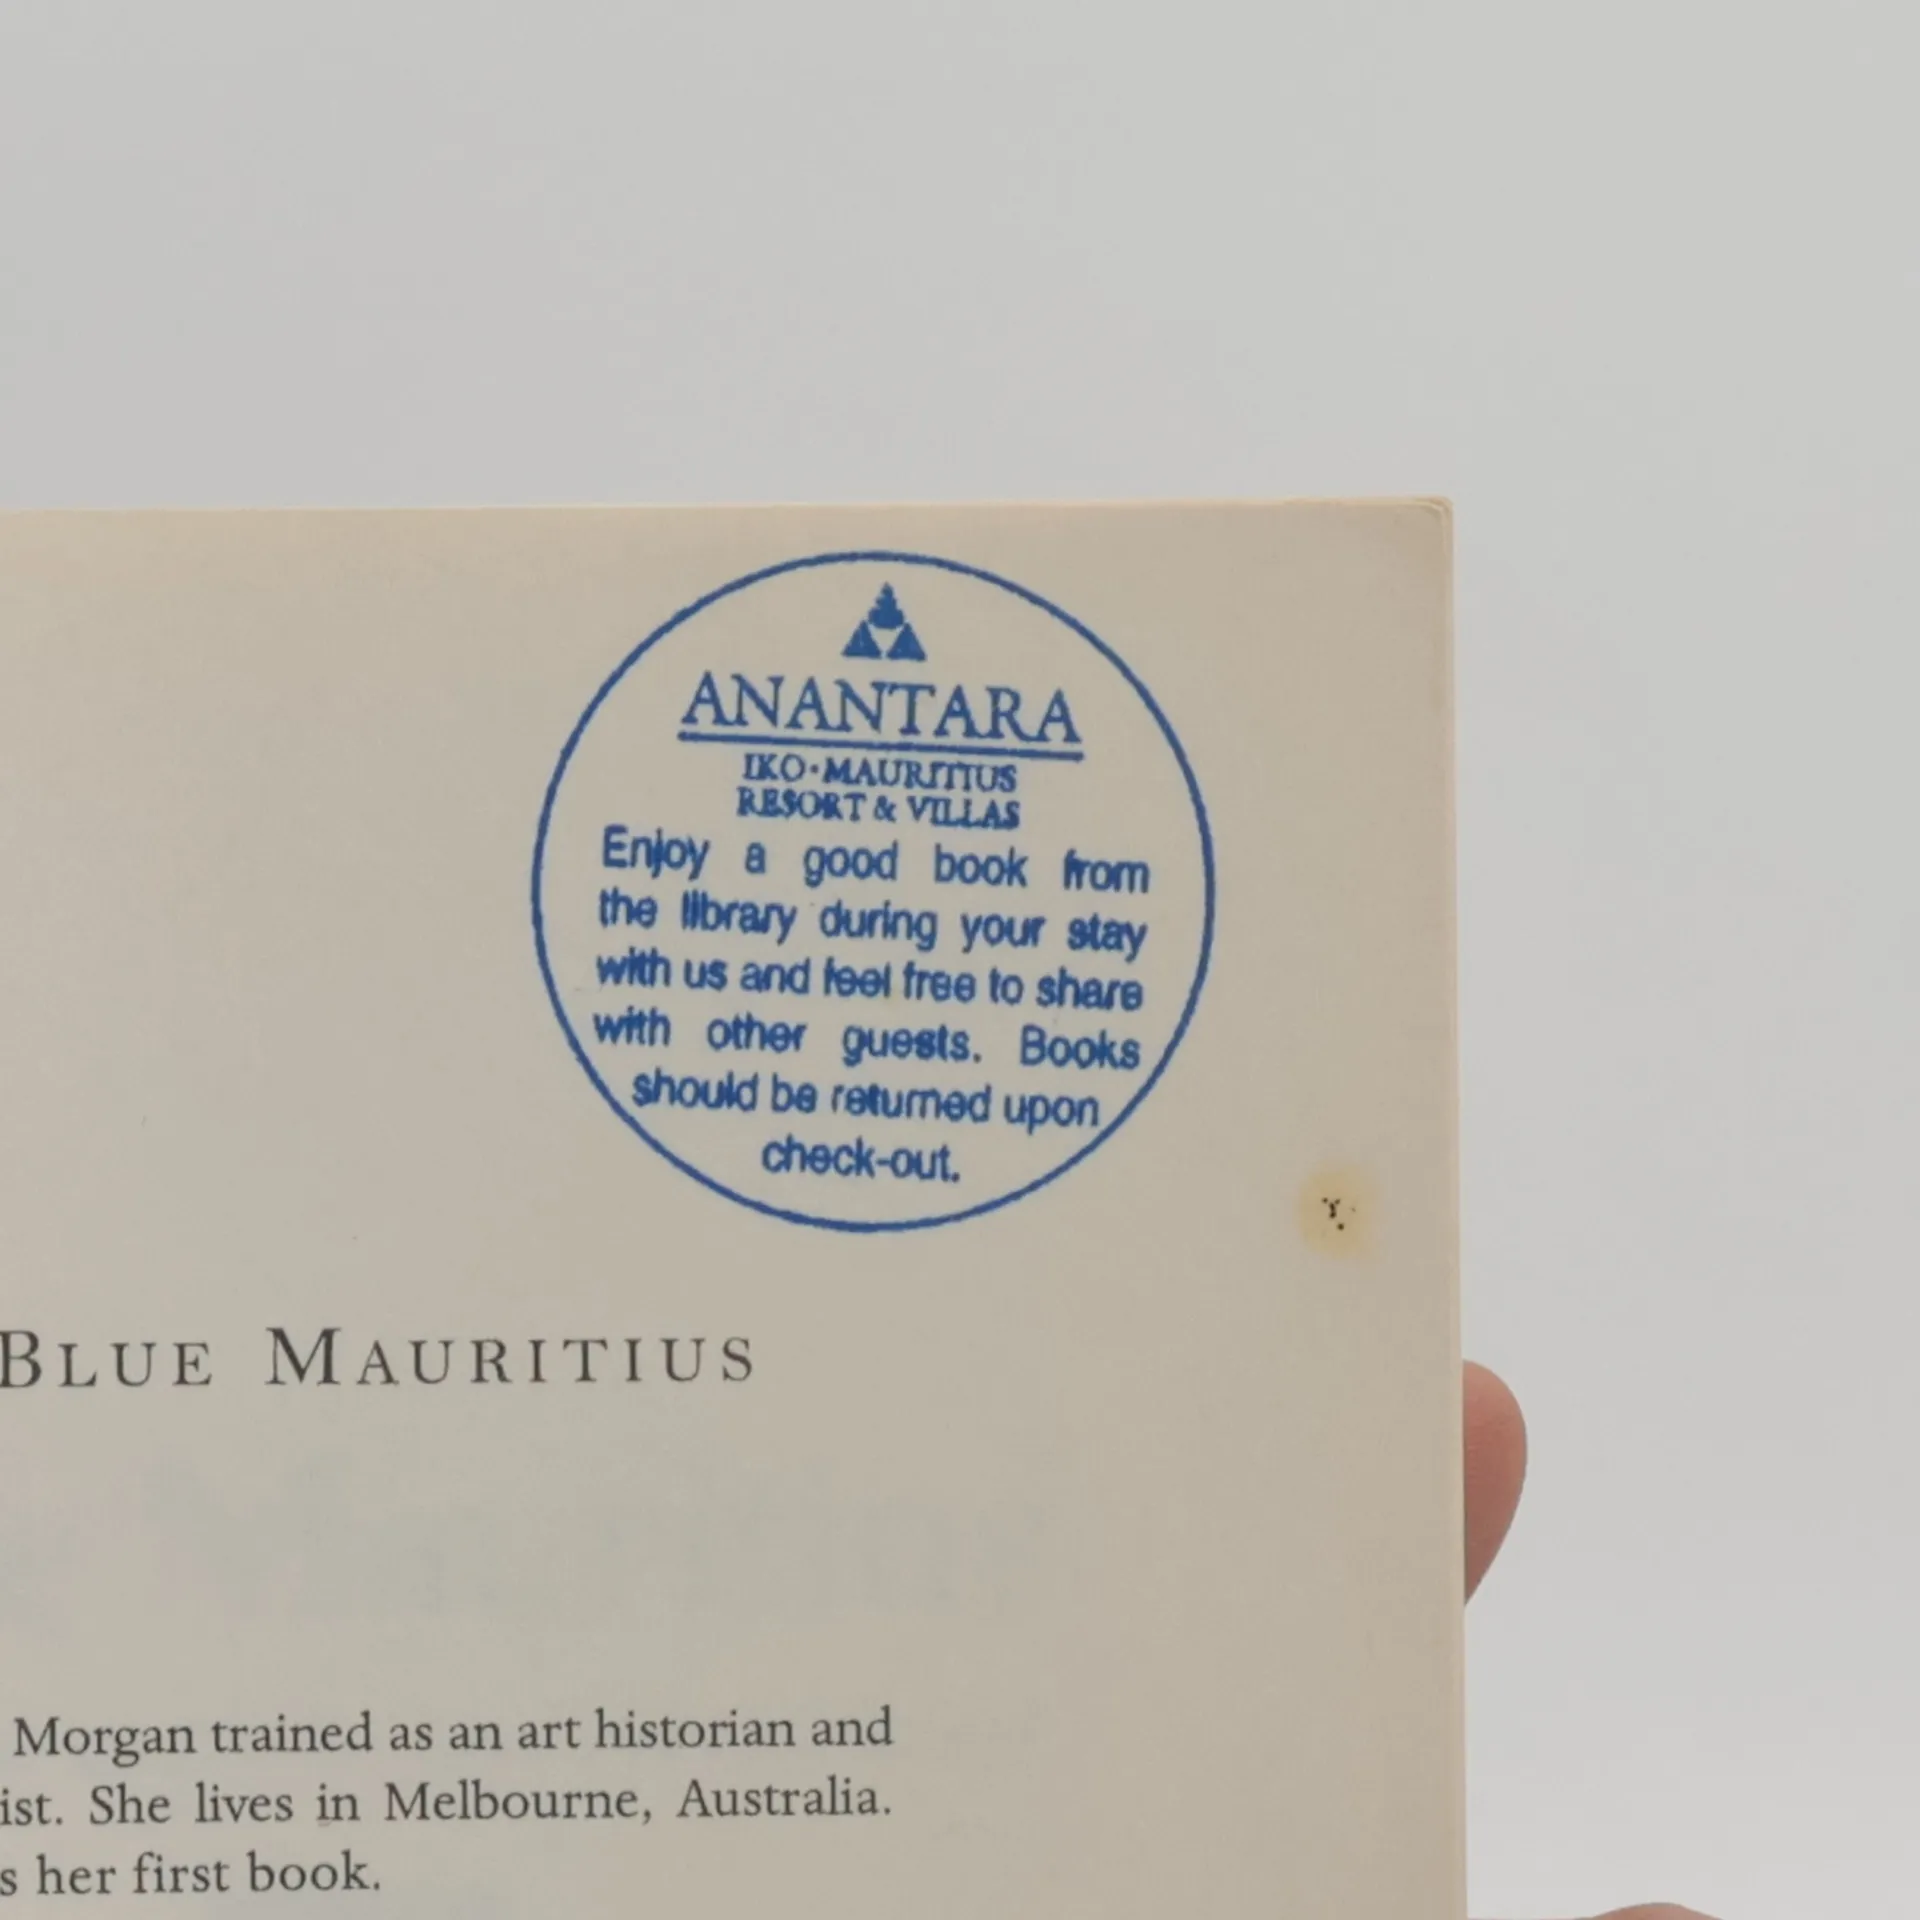 ANANTARA
IKO • MAURITIUS
RESORT & VILLAS
Enjoy a good book from
the library during your stay
with us and feel free to share
with other guests. Books
should be returned upon
check-out.
BLUE MAURITIUS
Morgan trained as an art historian and
ist. She lives in Melbourne, Australia.
s her first book.